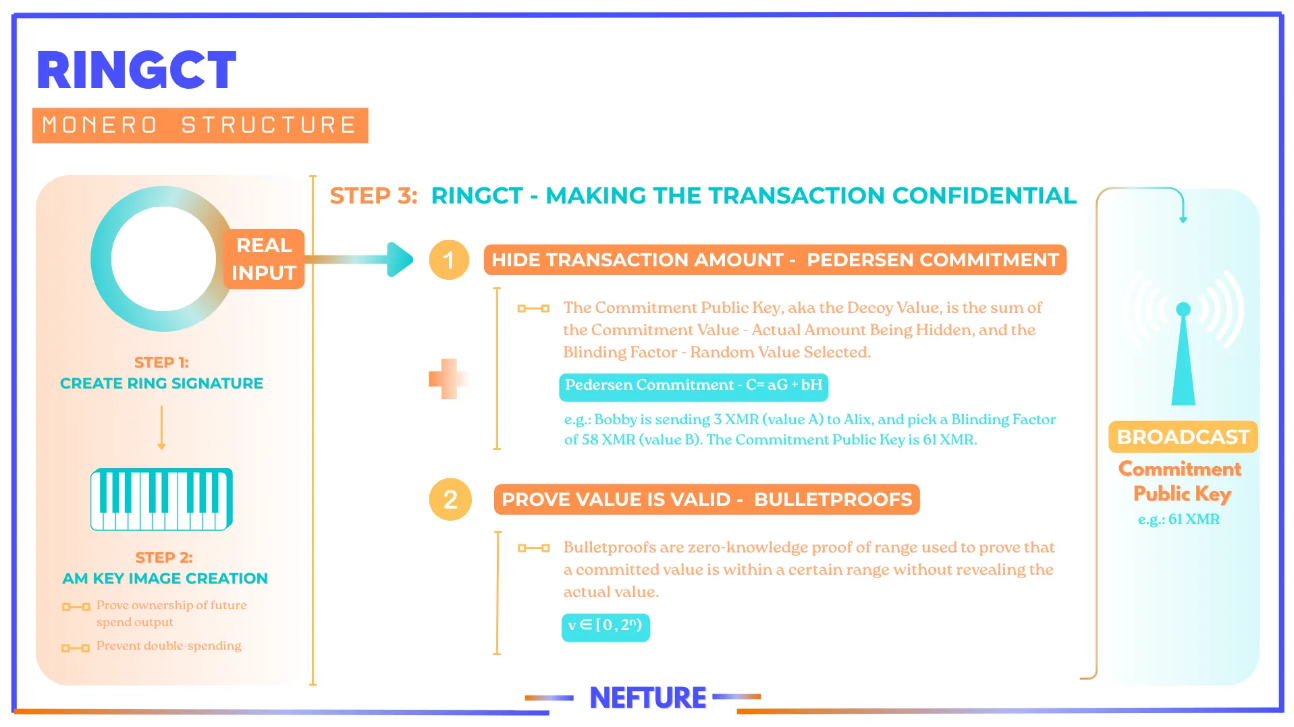 RINGCT
MONERO STRUCTURE
REAL
INPUT
STEP 1:
CREATE RING SIGNATURE
STEP 2:
AM KEY IMAGE CREATION
Prove ownership of future
spend output
Prevent double-spending
STEP 3: RINGCT - MAKING THE TRANSACTION CONFIDENTIAL
1
HIDE TRANSACTION AMOUNT - PEDERSEN COMMITMENT
The Commitment Public Key, aka the Decoy Value, is the sum of
the Commitment Value - Actual Amount Being Hidden, and the
Blinding Factor - Random Value Selected.
Pedersen Commitment - C= aG + bH
e.g.: Bobby is sending 3 XMR (value A) to Alix, and pick a Blinding Factor
of 58 XMR (value B). The Commitment Public Key is 61 XMR.
2
PROVE VALUE IS VALID - BULLETPROOFS
Bulletproofs are zero-knowledge proof of range used to prove that
a committed value is within a certain range without revealing the
actual value.
v ∈ [ 0 , 2ⁿ)
BROADCAST
Commitment
Public Key
e.g.: 61 XMR
NEFTURE